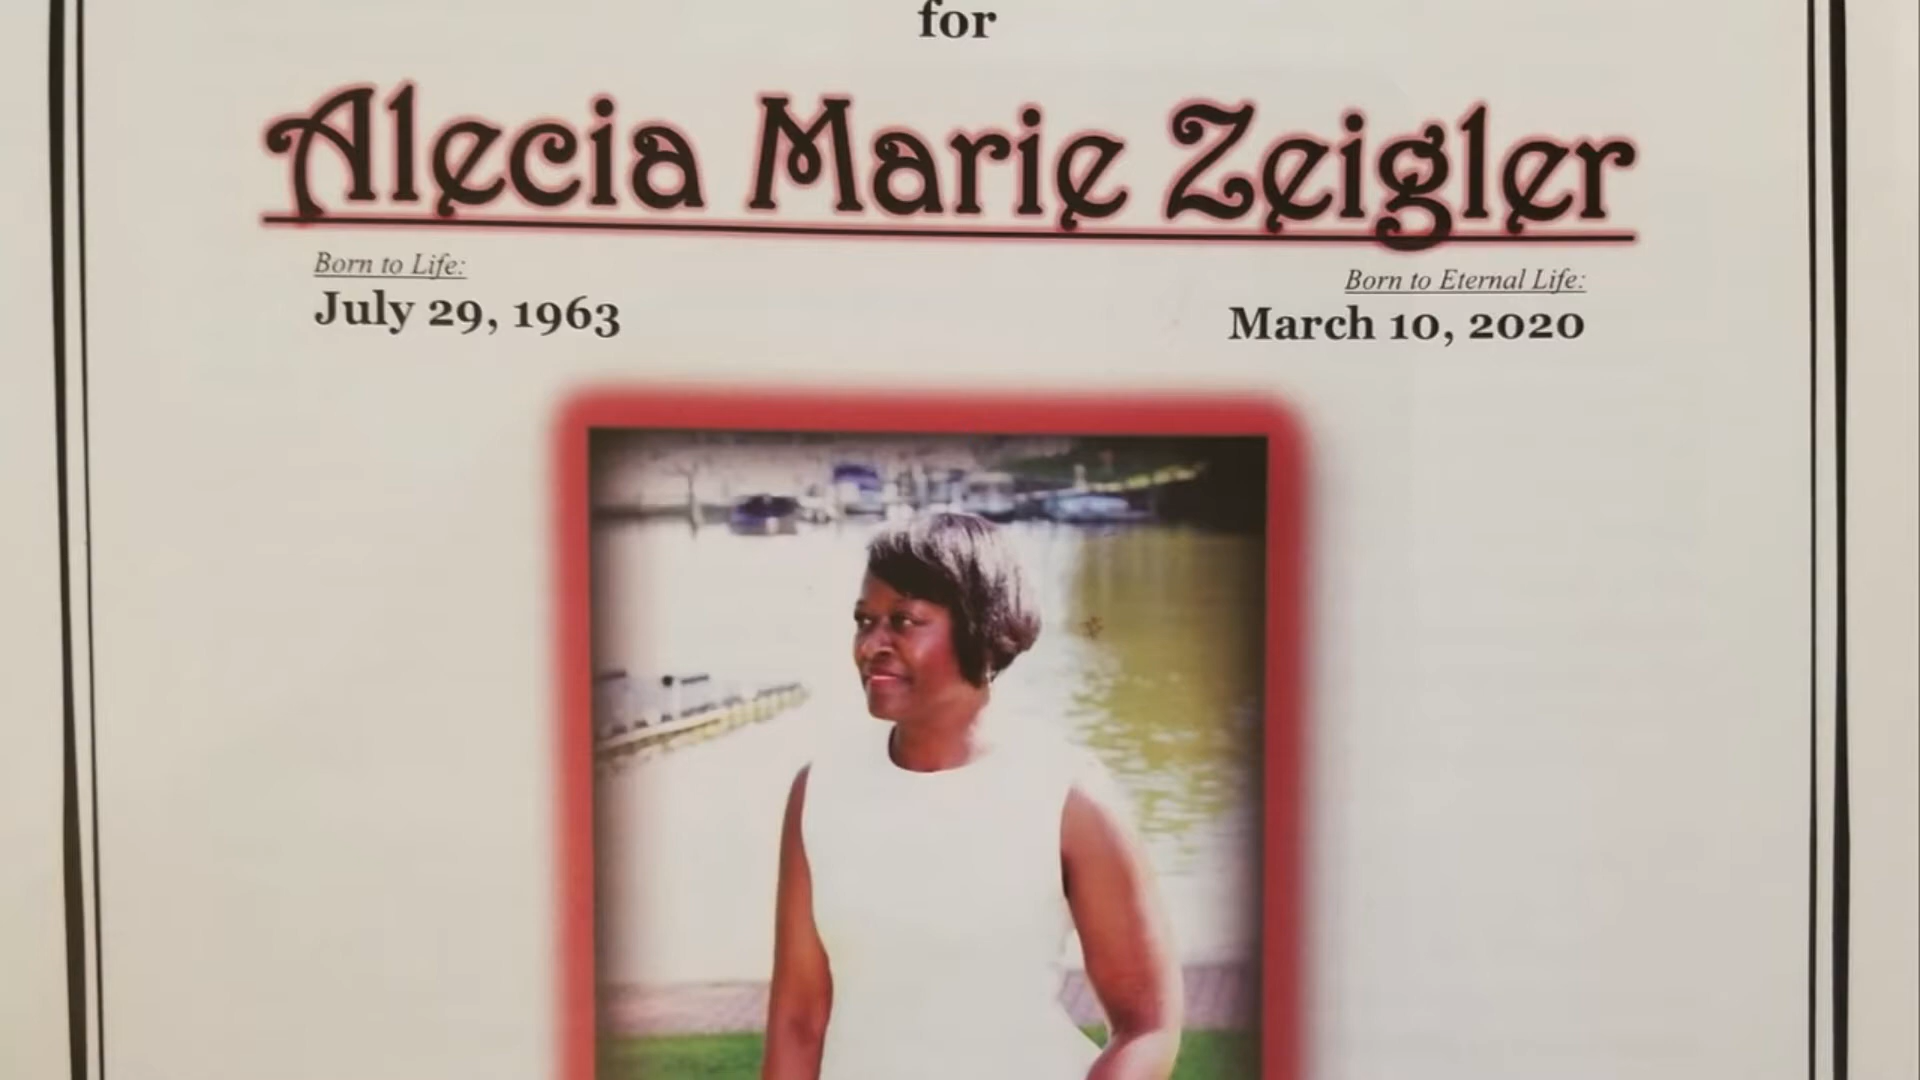 for
Alecia Marie Zeigler
Born to Life:
July 29, 1963
Born to Eternal Life:
March 10, 2020